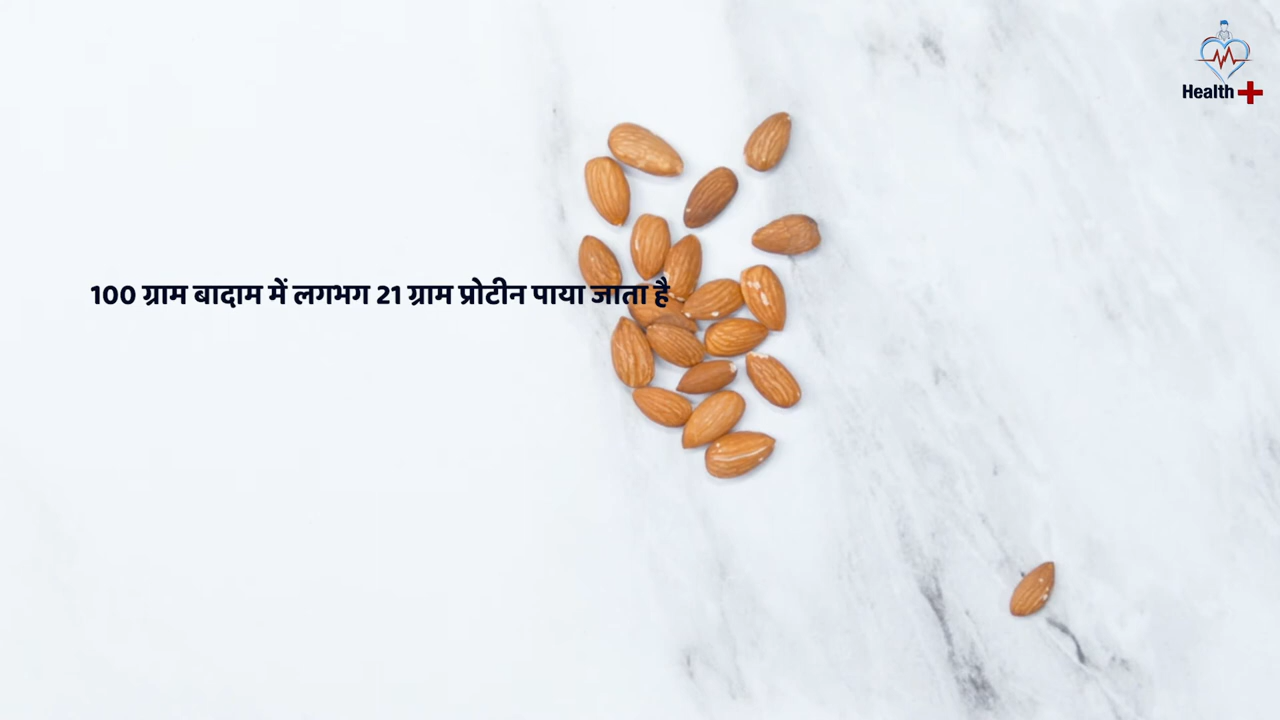 Health+
100 ग्राम बादाम में लगभग 21 ग्राम प्रोटीन पाया जाता है